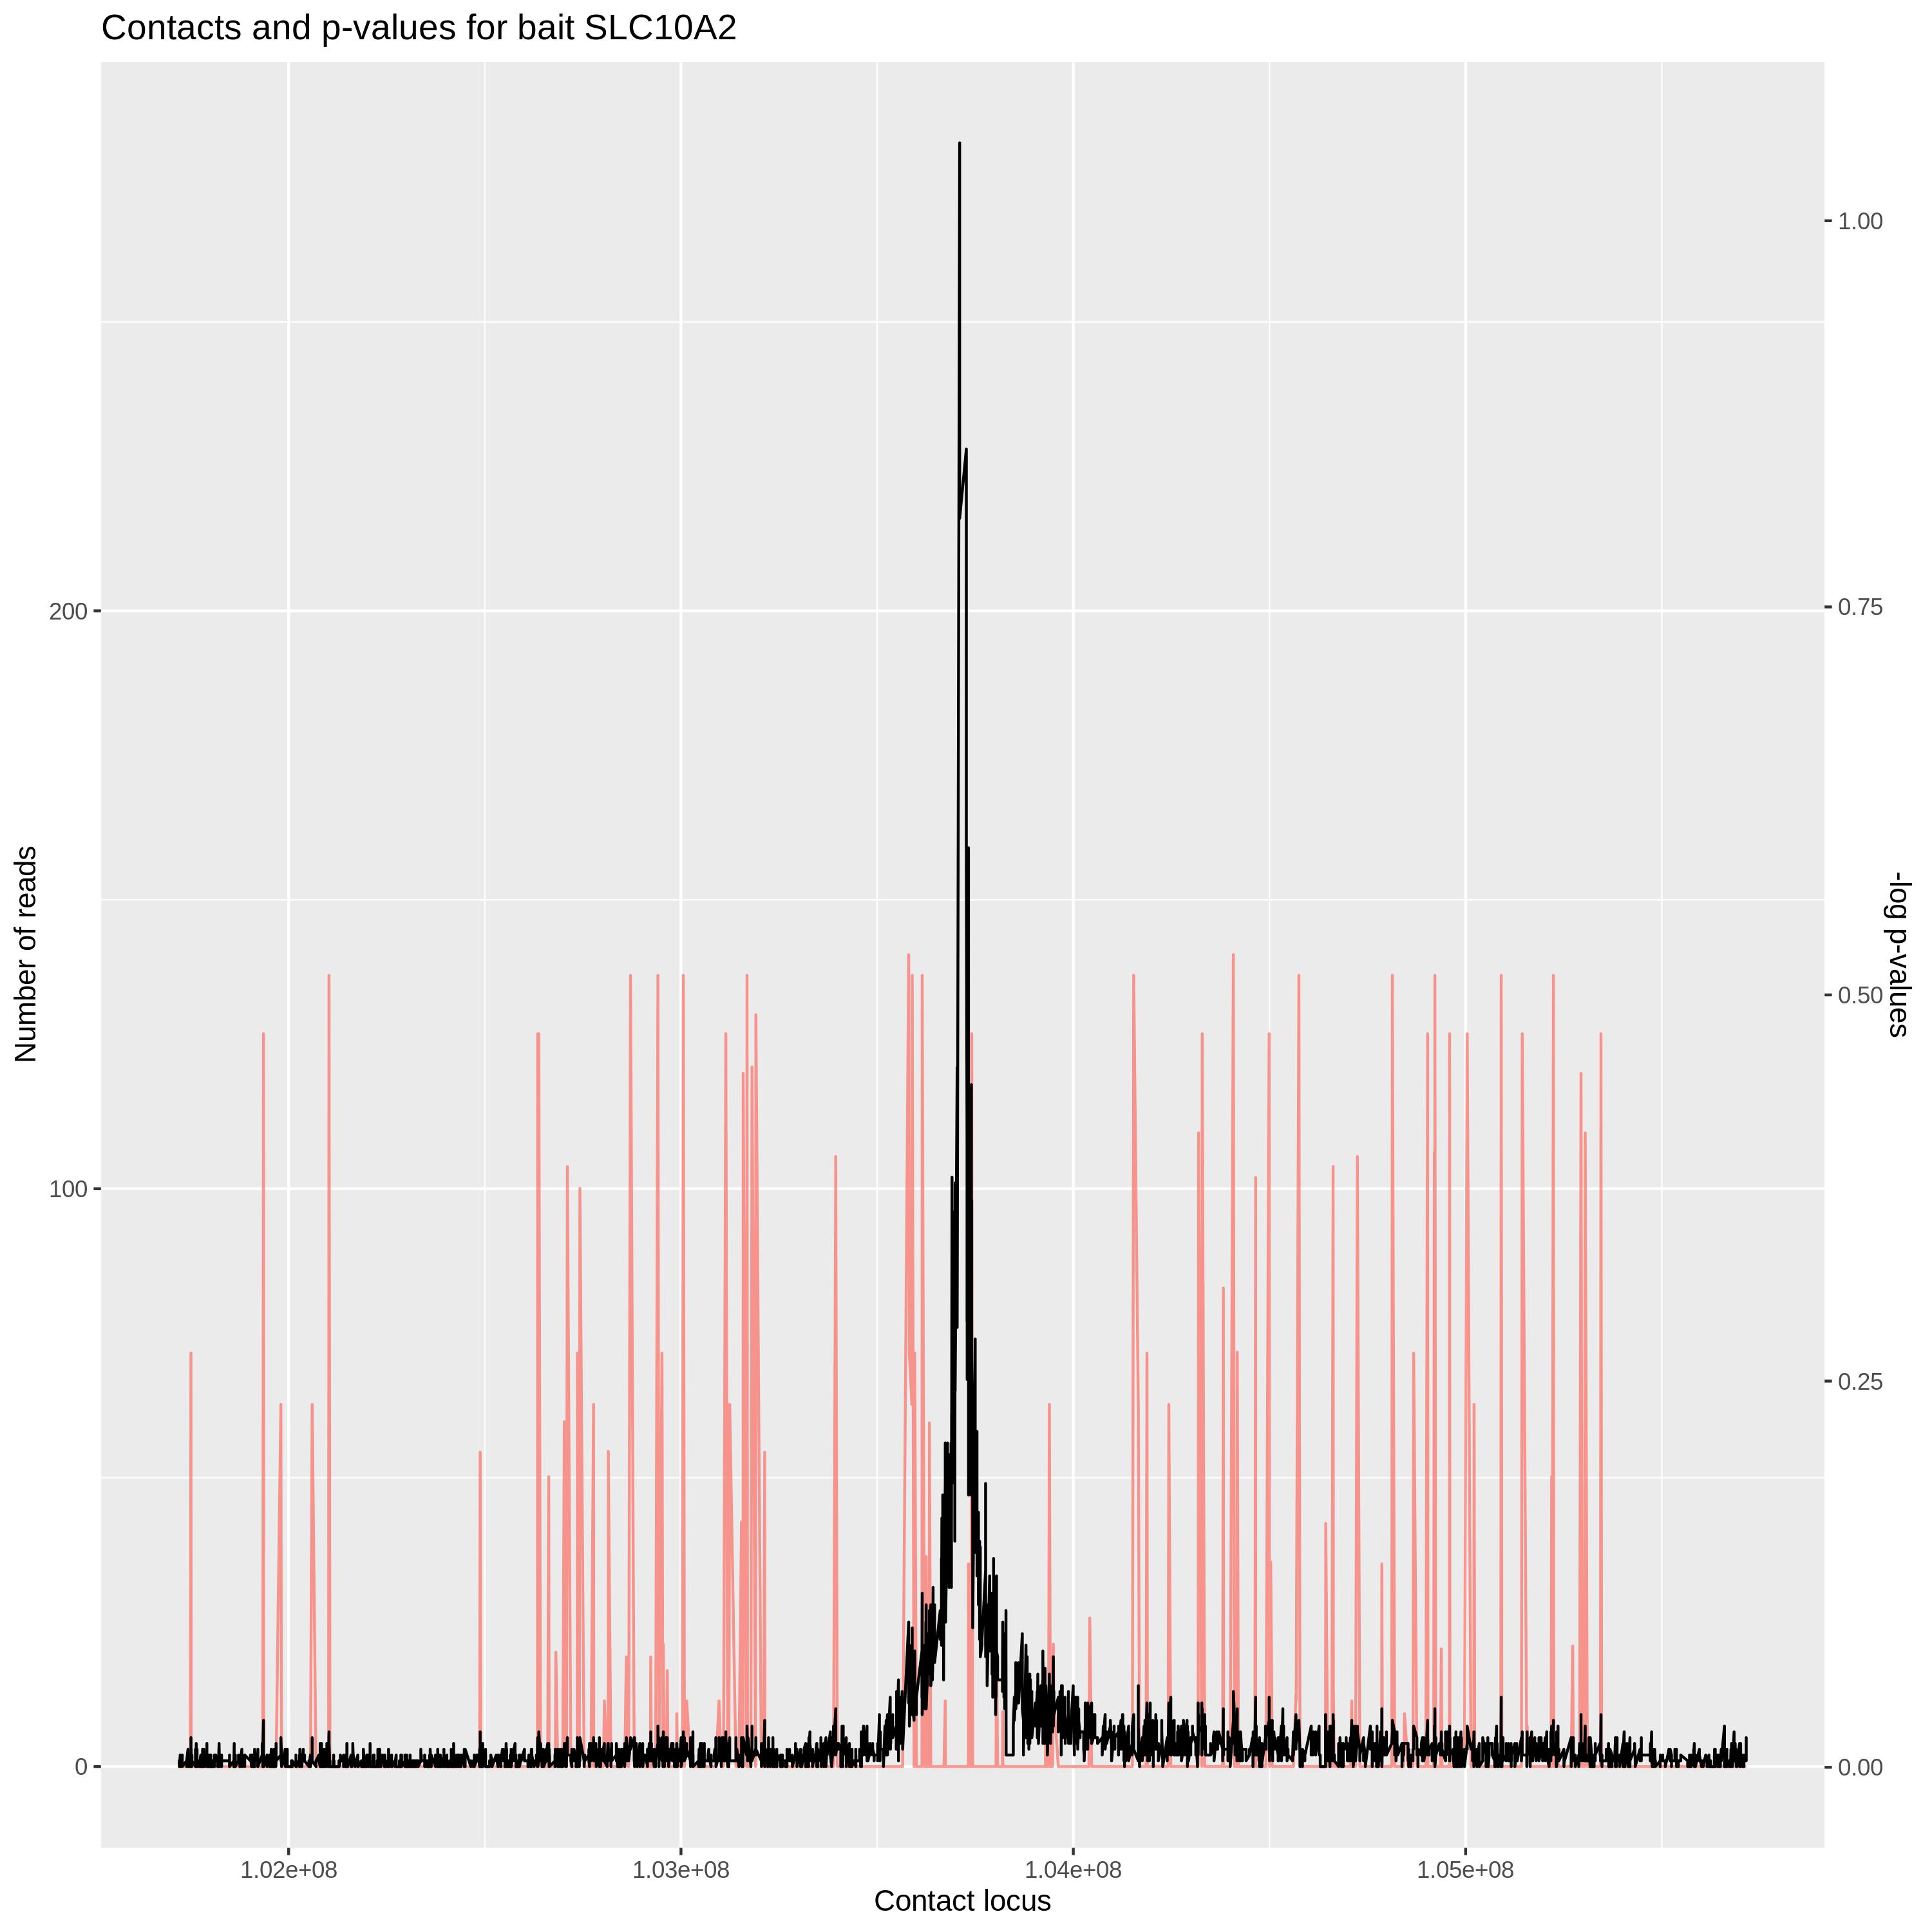 Contacts and p-values for bait SLC10A2
Number of reads
200
100
0
1.00
0.75
0.50
0.25
0.00
-log p-values
1.02e+08
1.03e+08
1.04e+08
1.05e+08
Contact locus